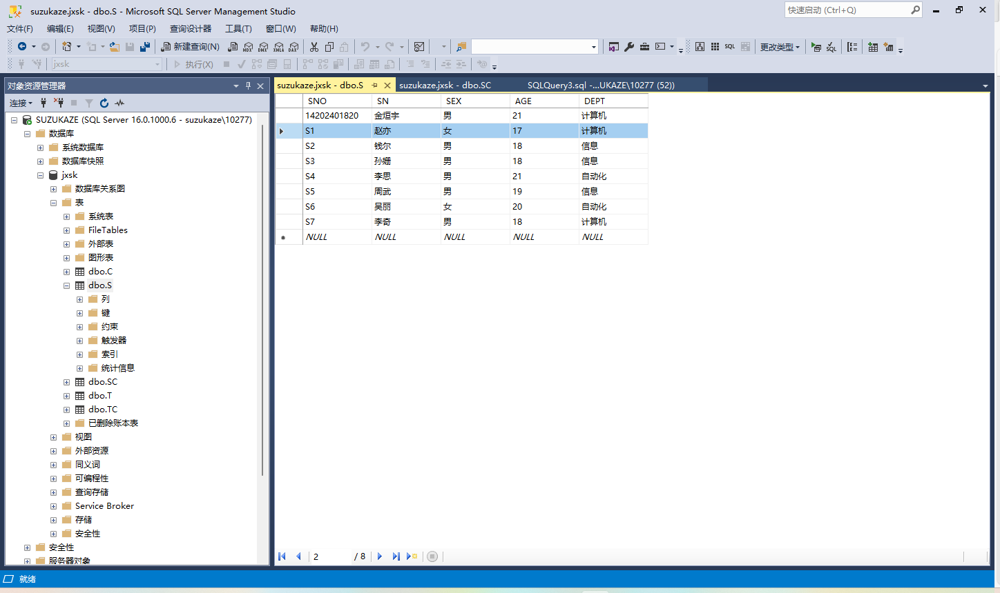 suzukaze.jxsk - dbo.S - Microsoft SQL Server Management Studio
快速启动 (Ctrl+Q)
文件(F) 编辑(E) 视图(V) 项目(P) 查询设计器 工具(T) 窗口(W) 帮助(H)
新建查询(N) MDX DMX XMLA DAX SQL 更改类型 SQL
jxsk 执行(X)
对象资源管理器
连接
SUZUKAZE (SQL Server 16.0.1000.6 - suzukaze\10277)
数据库
系统数据库
数据库快照
jxsk
数据库关系图
表
系统表
FileTables
外部表
图形表
dbo.C
dbo.S
列
键
约束
触发器
索引
统计信息
dbo.SC
dbo.T
dbo.TC
已删除账本表
视图
外部资源
同义词
可编程性
查询存储
Service Broker
存储
安全性
安全性
服务器对象
suzukaze.jxsk - dbo.S suzukaze.jxsk - dbo.SC SQLQuery3.sql -...UKAZE\10277 (52))
SNO SN SEX AGE DEPT
14202401820 金烜宇 男 21 计算机
S1 赵亦 女 17 计算机
S2 钱尔 男 18 信息
S3 孙姗 男 18 信息
S4 李思 男 21 自动化
S5 周武 男 19 信息
S6 吴丽 女 20 自动化
S7 李奇 男 18 计算机
NULL NULL NULL NULL NULL
2 / 8
就绪